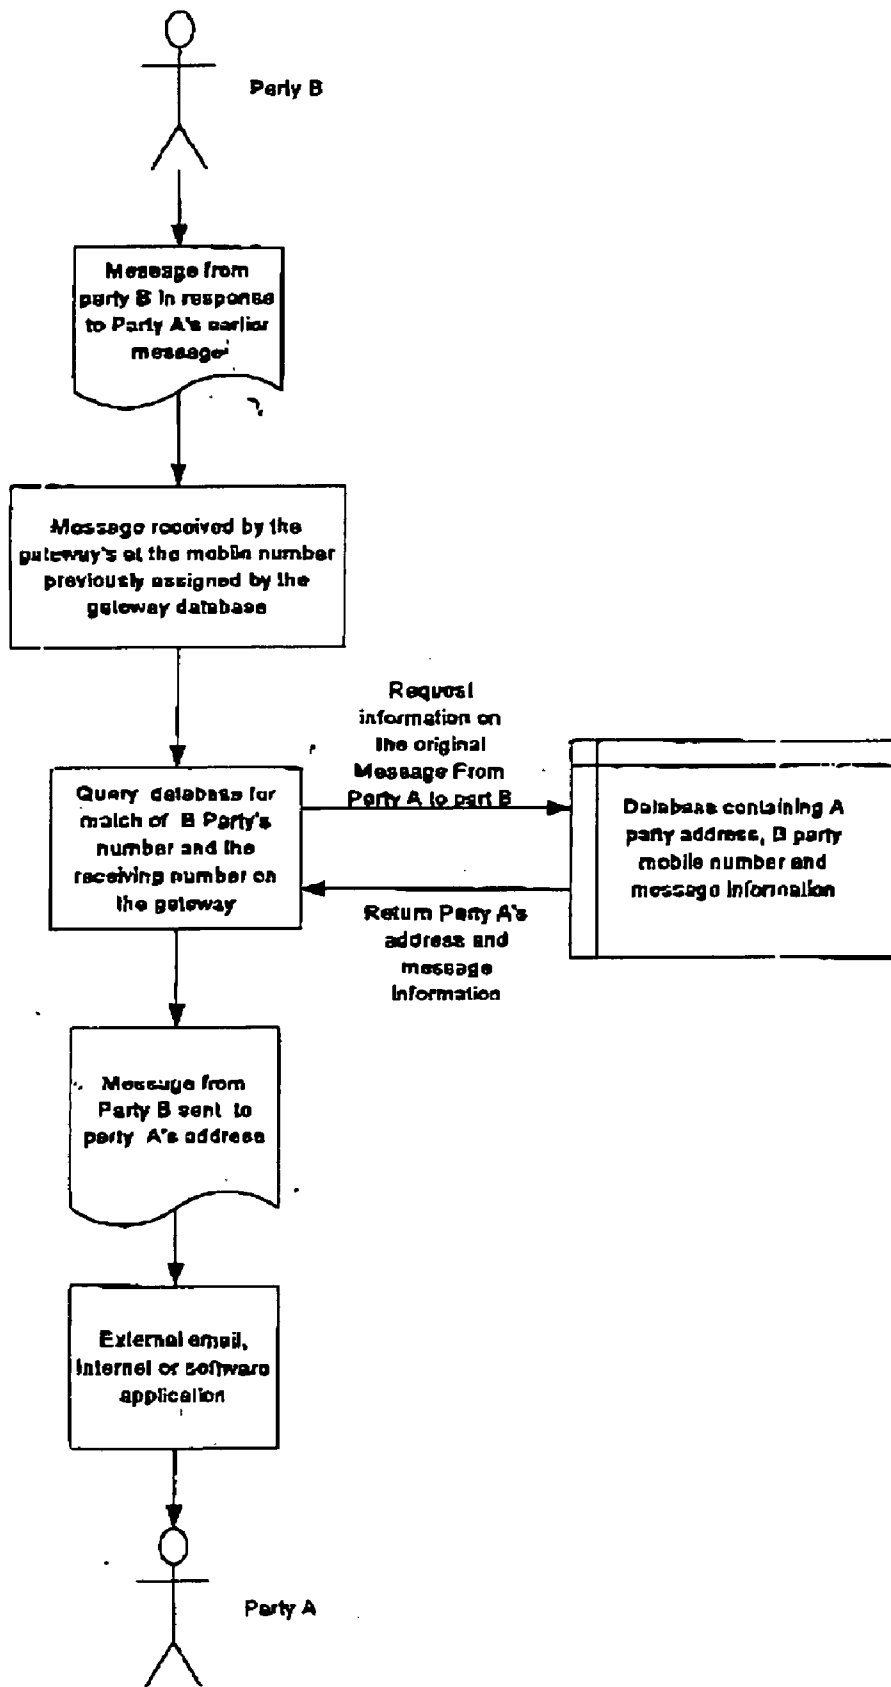 Party B
Message from
party B in response
to Party A's earlier
message
Message received by the
gateway's at the mobile number
previously assigned by the
gateway database
Request
information on
the original
Message From
Party A to part B
Query database for
match of B Party's
number and the
receiving number on
the gateway
Database containing A
party address, B party
mobile number and
message information
Return Party A's
address and
message
information
Message from
Party B sent to
party A's address
External email,
internet or software
application
Party A